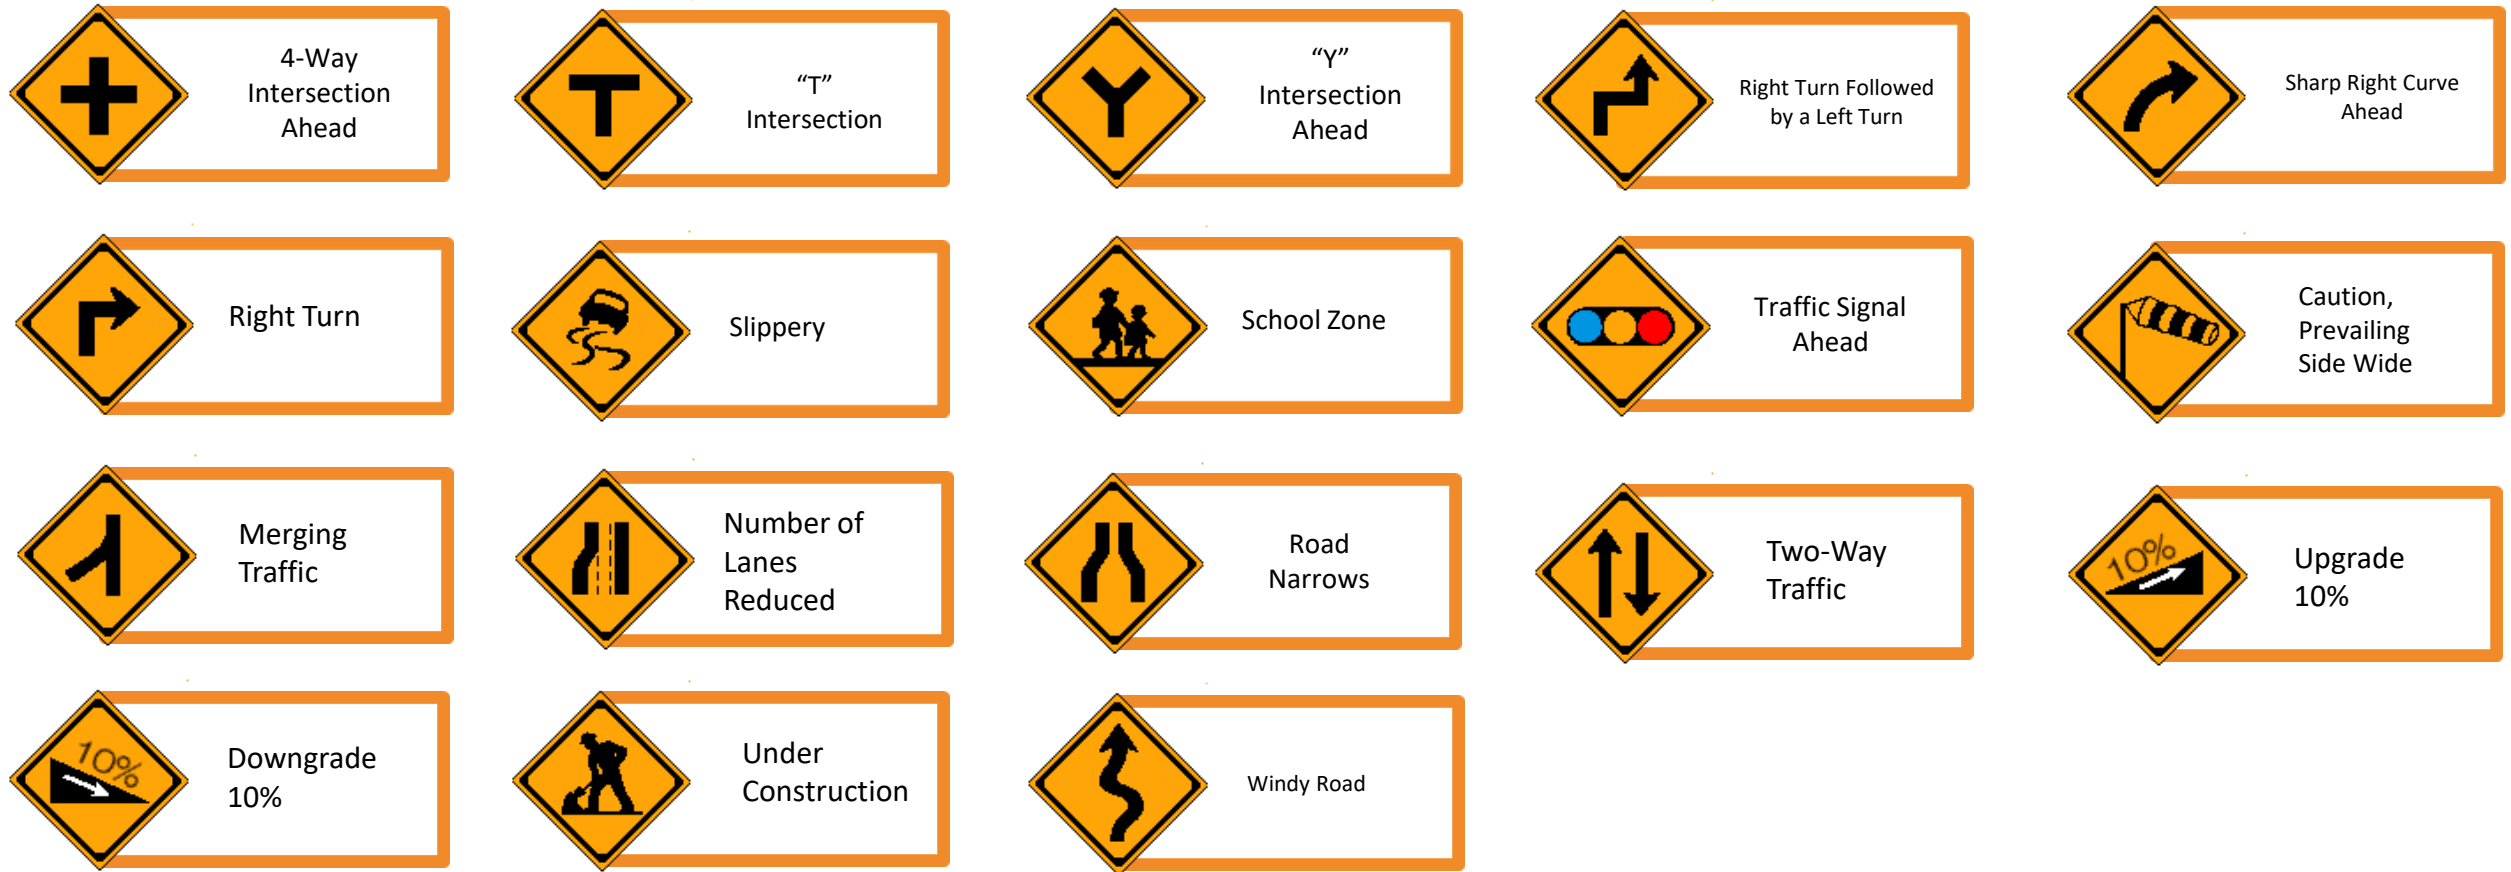 4-Way
Intersection
Ahead
“T”
Intersection
“Y”
Intersection
Ahead
Right Turn Followed
by a Left Turn
Sharp Right Curve
Ahead
Right Turn
Slippery
School Zone
Traffic Signal
Ahead
Caution,
Prevailing
Side Wide
Merging
Traffic
Number of
Lanes
Reduced
Road
Narrows
Two-Way
Traffic
10%
Upgrade
10%
10%
Downgrade
10%
Under
Construction
Windy Road